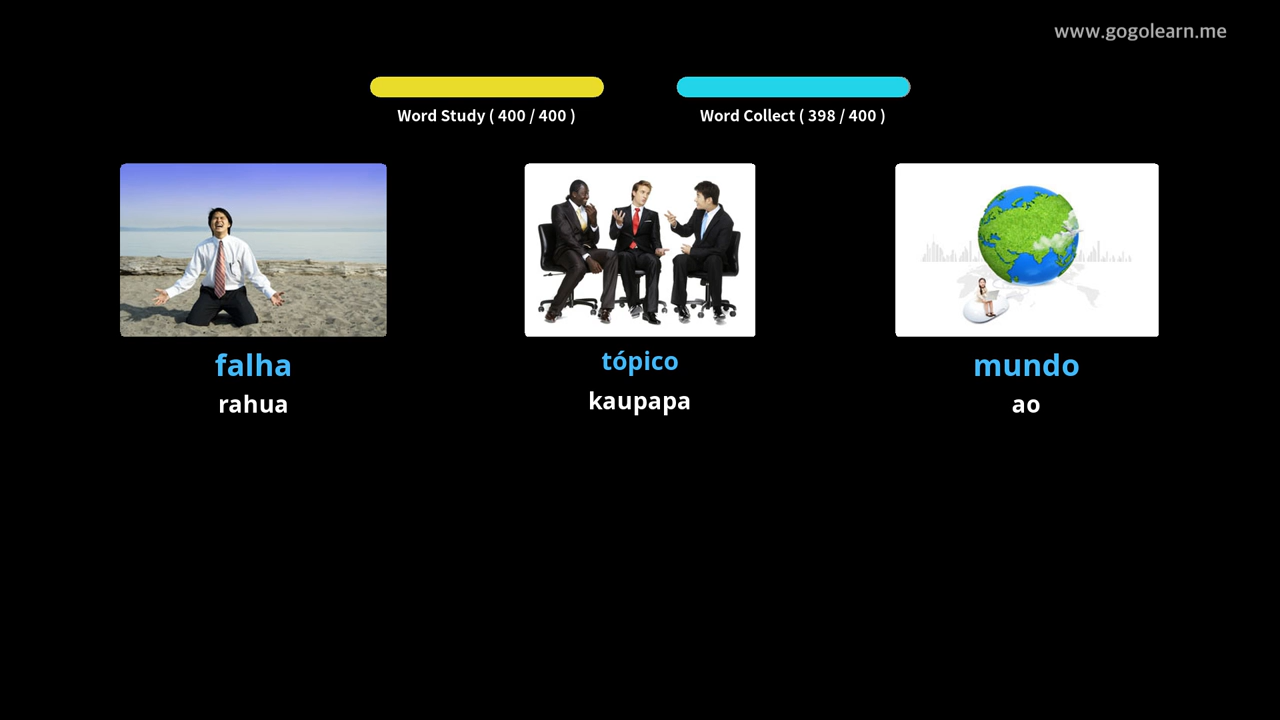 www.gogolearn.me
Word Study ( 400 / 400 )
Word Collect ( 398 / 400 )
falha
rahua
tópico
kaupapa
mundo
ao